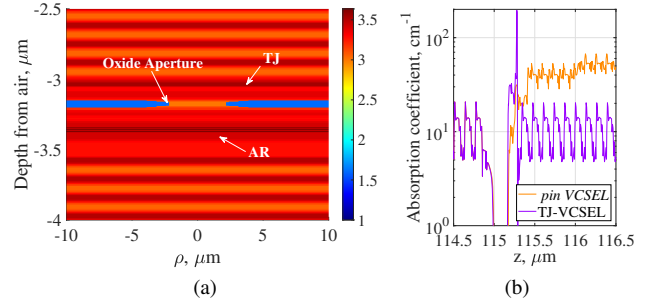 -2.5
-3
-3.5
-4
Depth from air, μm
-10
-5
0
5
10
ρ, μm
Oxide Aperture
TJ
AR
3.5
3
2.5
2
1.5
1
(a)
Absorption coefficient, cm⁻¹
10²
10¹
10⁰
114.5
115
115.5
116
116.5
z, μm
pin VCSEL
TJ-VCSEL
(b)